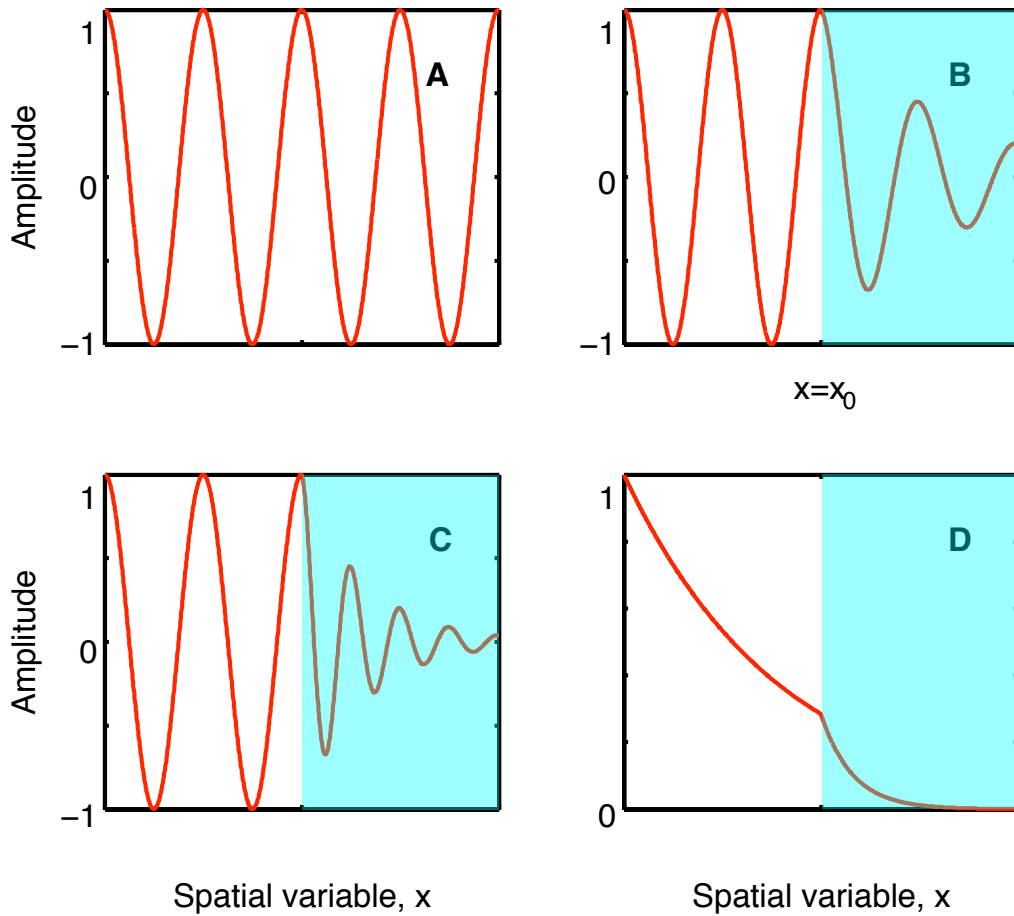 1
A
Amplitude
0
−1
1
B
0
−1
x=x₀
1
C
Amplitude
0
−1
1
D
0
Spatial variable, x
Spatial variable, x